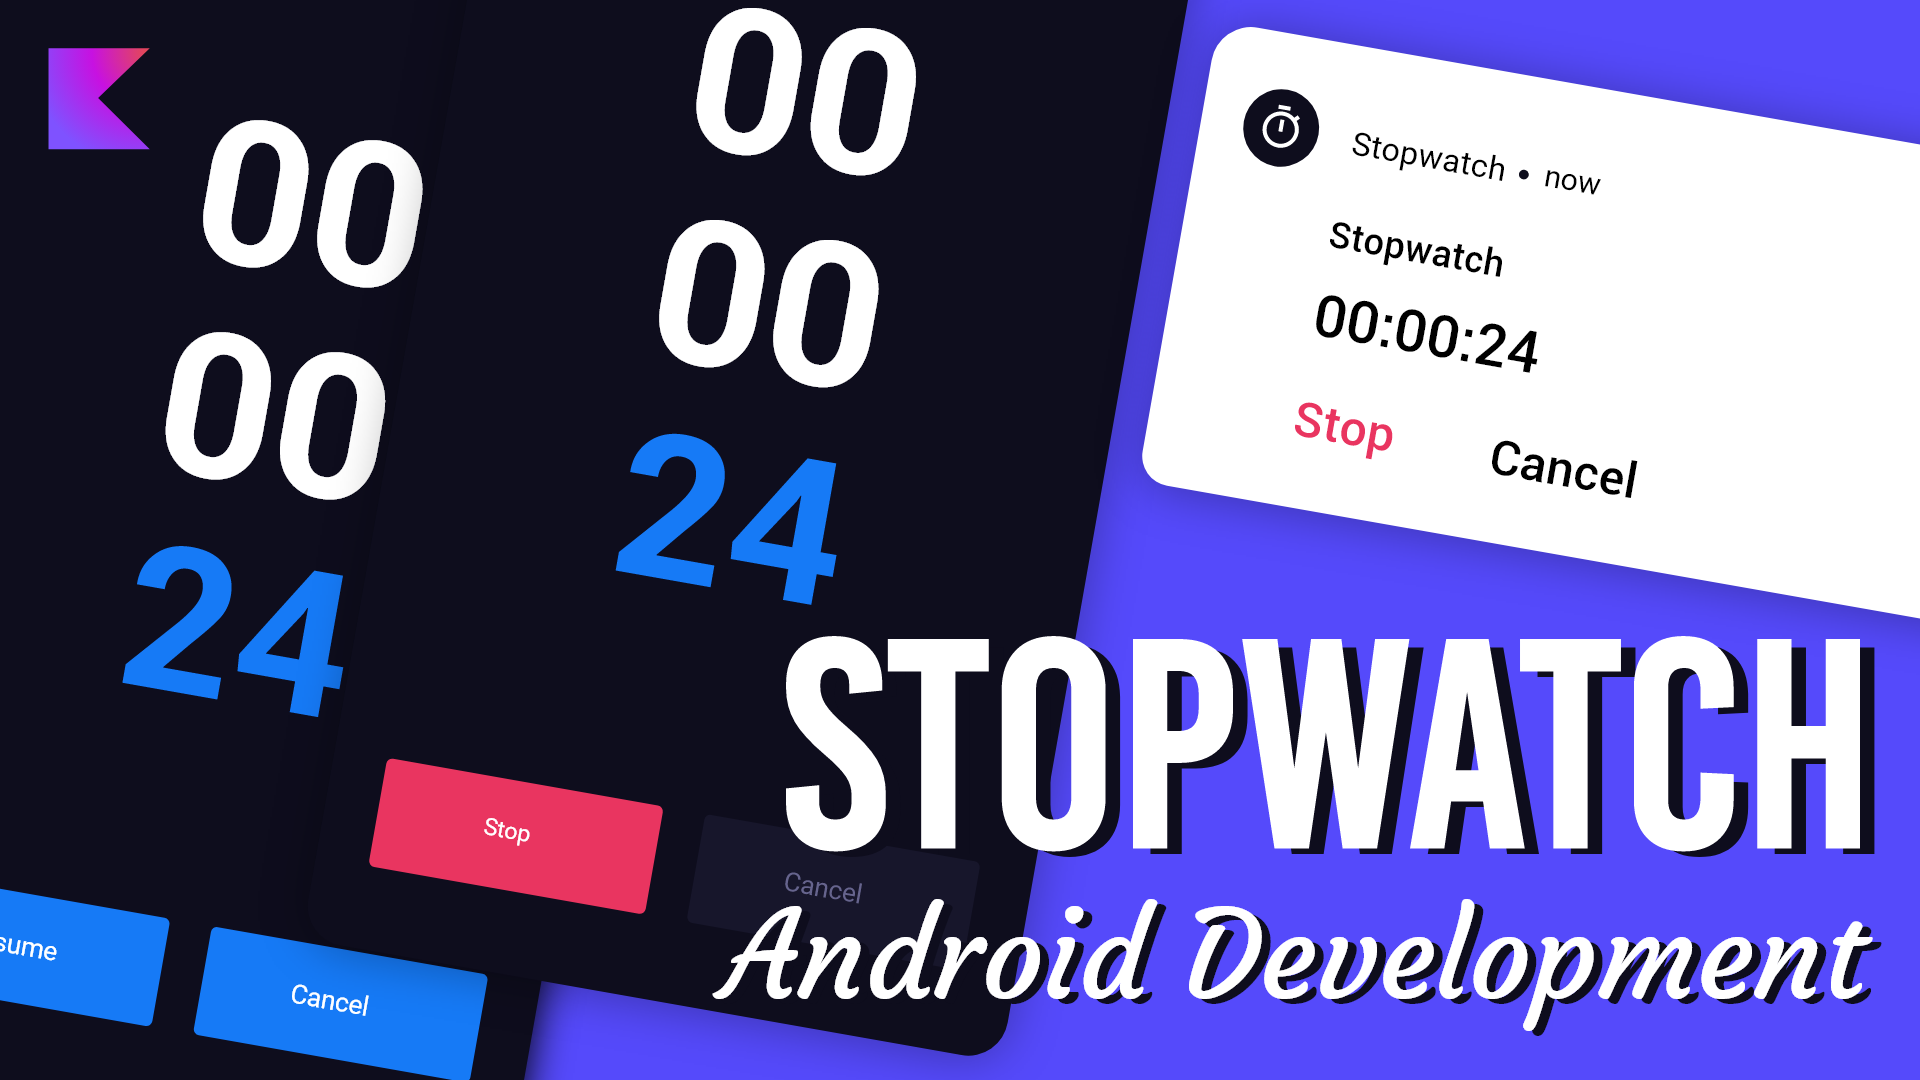 00
00
24
sume
Cancel
00
00
24
Stop
Cancel
Stopwatch • now
Stopwatch
00:00:24
Stop Cancel
STOPWATCH
Android Development